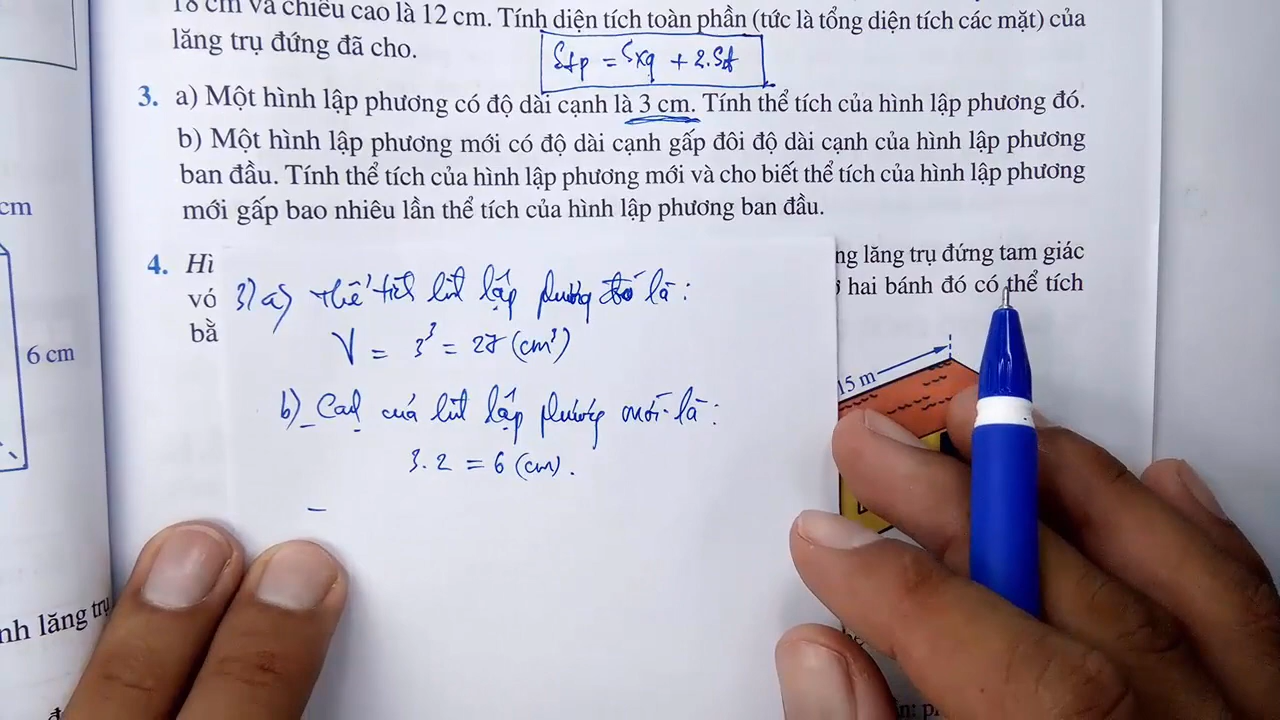 18 cm và chiều cao là 12 cm. Tính diện tích toàn phần (tức là tổng diện tích các mặt) của
lăng trụ đứng đã cho.
Stp = Sxq + 2.Sđ
3. a) Một hình lập phương có độ dài cạnh là 3 cm. Tính thể tích của hình lập phương đó.
b) Một hình lập phương mới có độ dài cạnh gấp đôi độ dài cạnh của hình lập phương
ban đầu. Tính thể tích của hình lập phương mới và cho biết thể tích của hình lập phương
mới gấp bao nhiêu lần thể tích của hình lập phương ban đầu.
cm
4. Hì
ng lăng trụ đứng tam giác
vó
hai bánh đó có thể tích
bằ
3) a) Thể tích hình lập phương đó là:
V = 3³ = 27 (cm³)
6 cm
15 m
b) Cạnh của hình lập phương mới là:
3.2 = 6 (cm).
–
nh lăng trụ